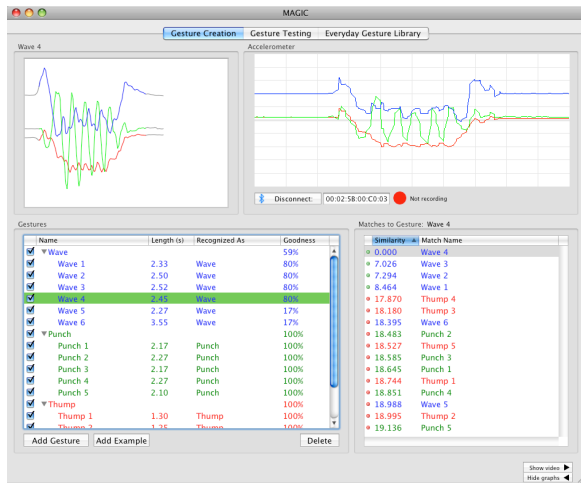 MAGIC
Gesture Creation Gesture Testing Everyday Gesture Library
Wave 4
Accelerometer
Disconnect 00:02:5B:00:C0:03 Not recording
Gestures
Name Length (s) Recognized As Goodness
Wave 59%
Wave 1 2.33 Wave 80%
Wave 2 2.50 Wave 80%
Wave 3 2.52 Wave 80%
Wave 4 2.45 Wave 80%
Wave 5 2.27 Wave 17%
Wave 6 3.55 Wave 17%
Punch 100%
Punch 1 2.17 Punch 100%
Punch 2 2.27 Punch 100%
Punch 3 2.17 Punch 100%
Punch 4 2.27 Punch 100%
Punch 5 2.10 Punch 100%
Thump 100%
Thump 1 1.30 Thump 100%
Thump 2 1.25 Thump 100%
Add Gesture Add Example Delete
Matches to Gesture: Wave 4
Similarity Match Name
0.000 Wave 4
7.026 Wave 3
7.294 Wave 2
8.464 Wave 1
17.870 Thump 4
18.180 Thump 3
18.395 Wave 6
18.483 Punch 2
18.527 Thump 5
18.585 Punch 3
18.645 Punch 1
18.744 Thump 1
18.851 Punch 4
18.988 Wave 5
18.995 Thump 2
19.136 Punch 5
Show video
Hide graphs